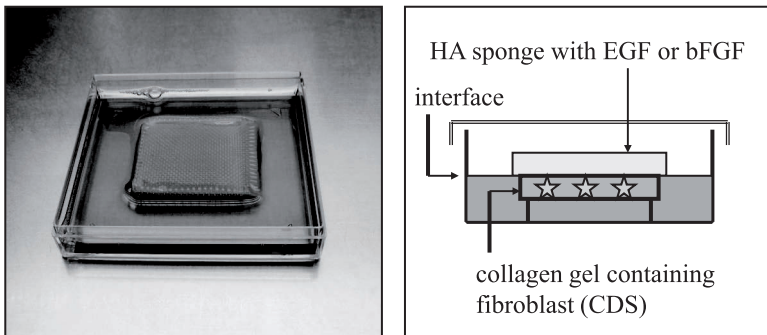 HA sponge with EGF or bFGF
interface
collagen gel containing
fibroblast (CDS)